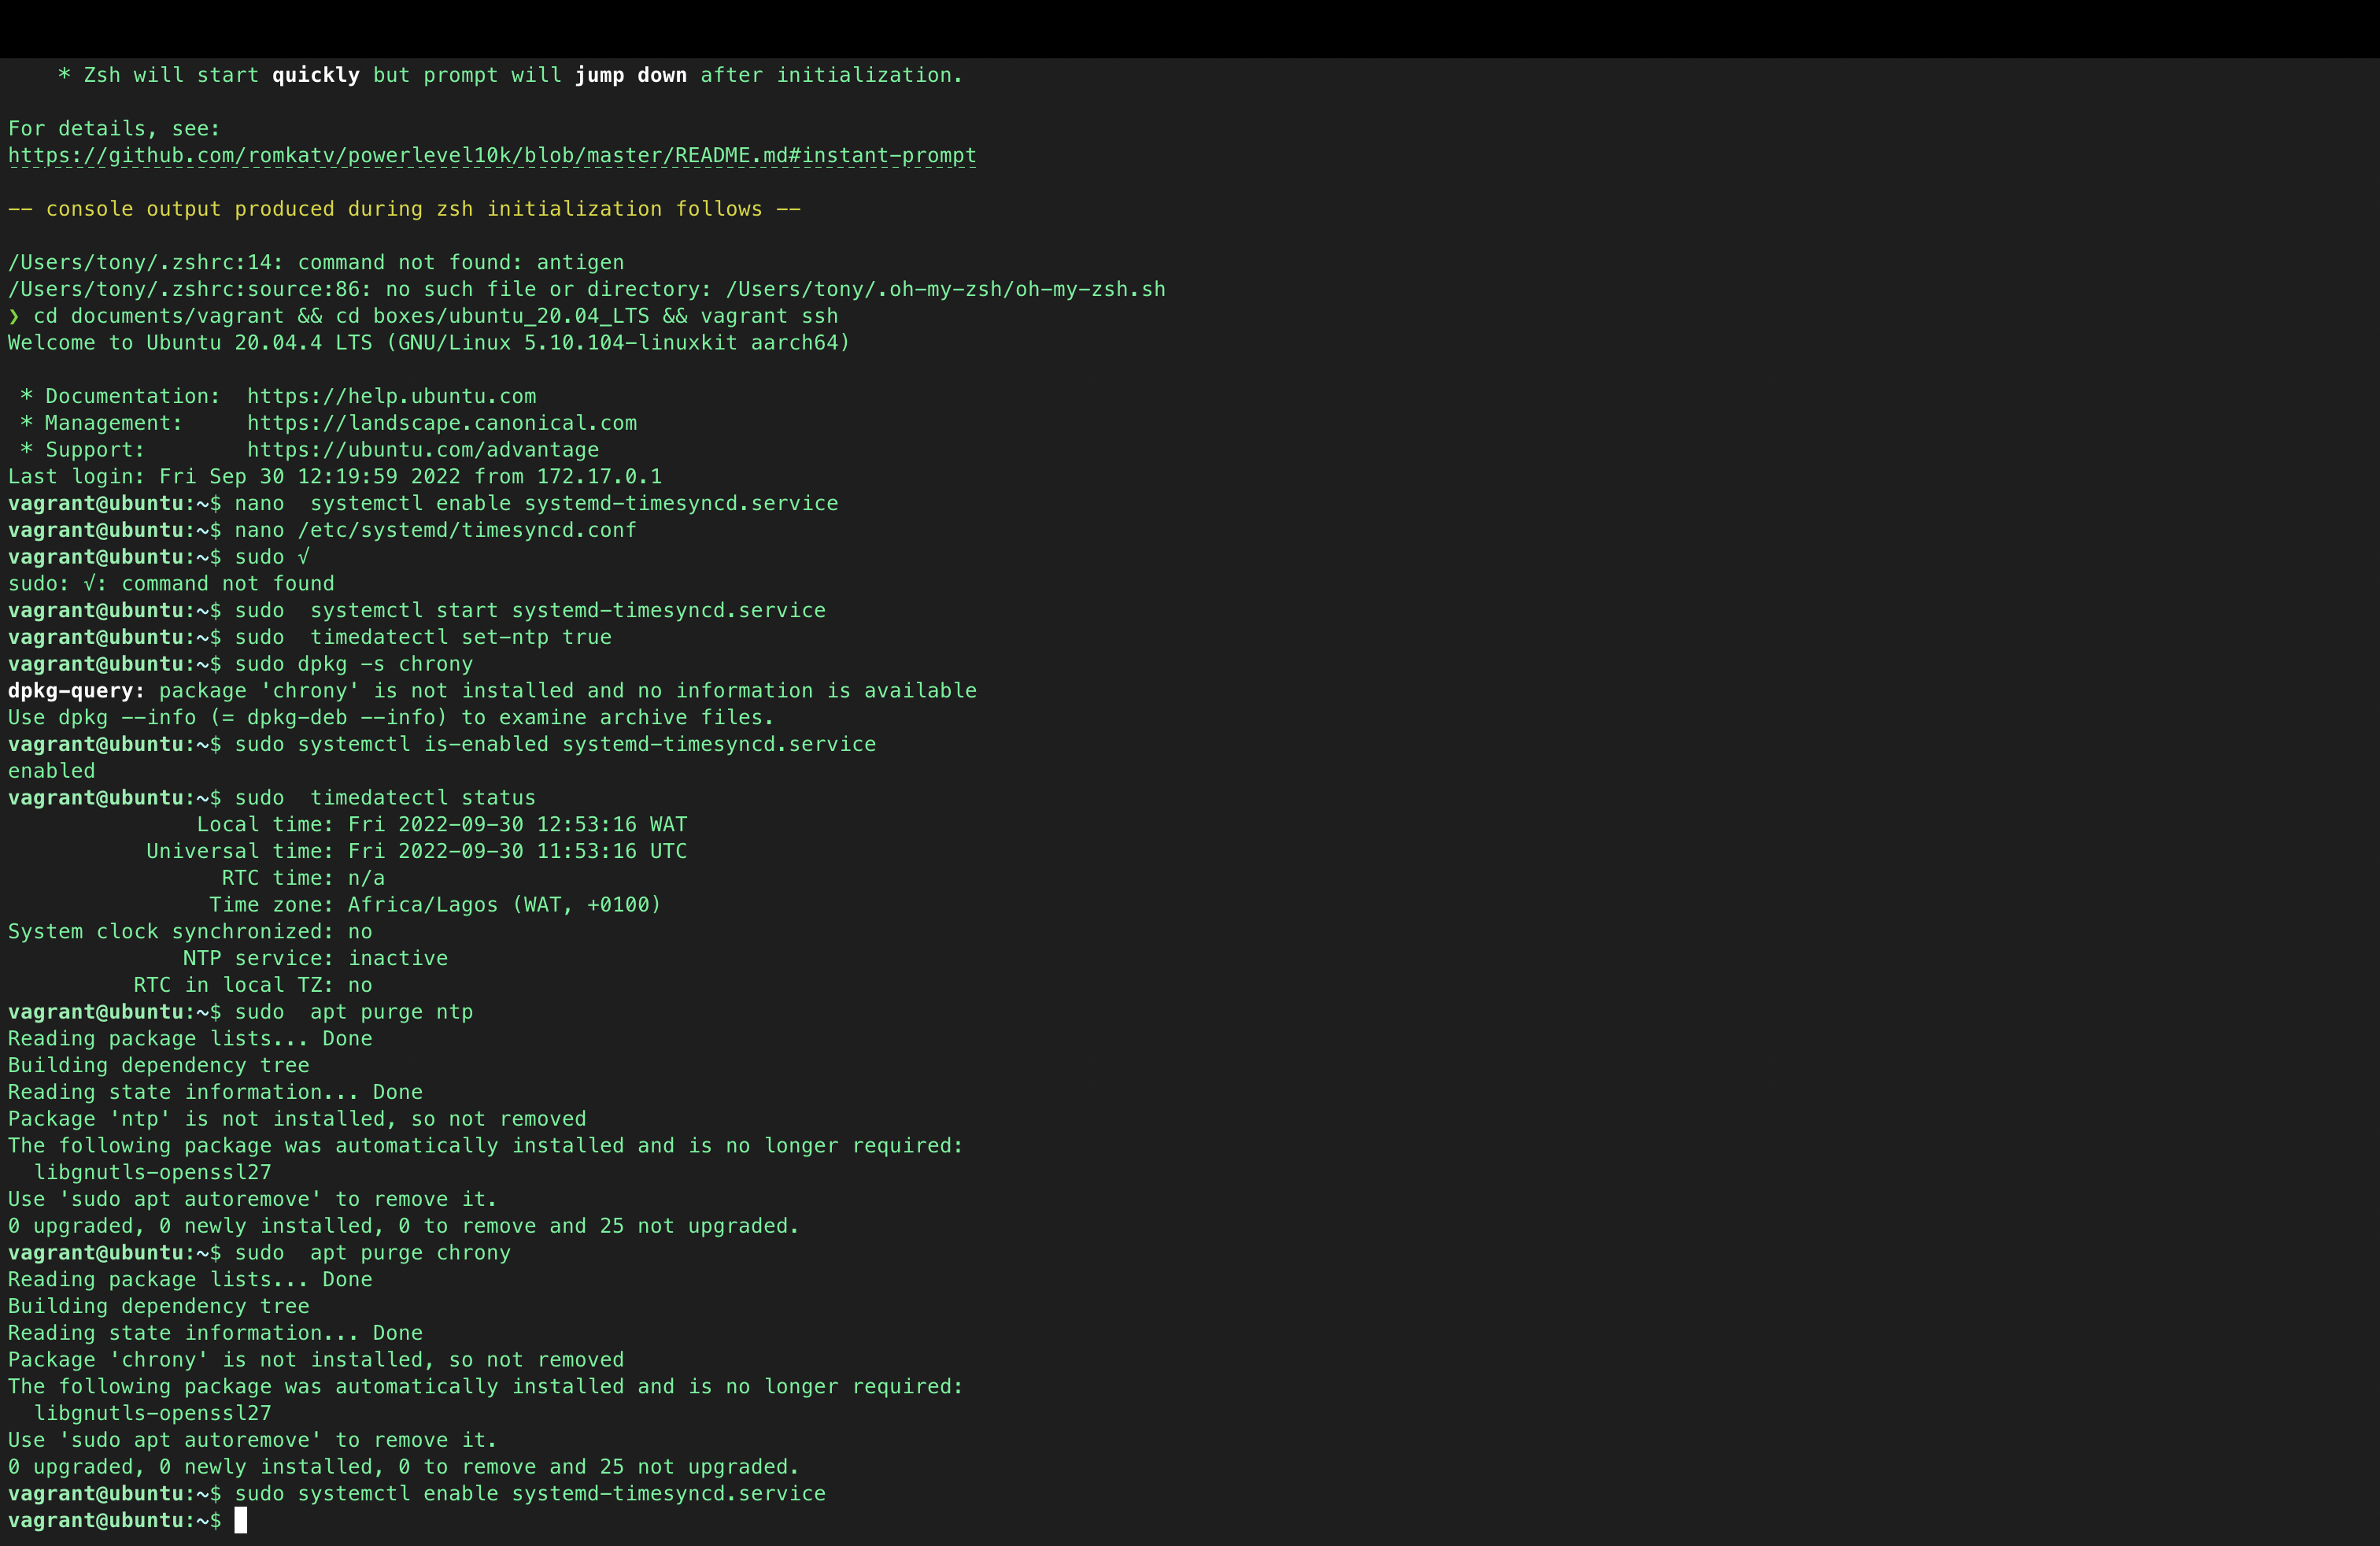 * Zsh will start quickly but prompt will jump down after initialization.

For details, see:
https://github.com/romkatv/powerlevel10k/blob/master/README.md#instant-prompt

-- console output produced during zsh initialization follows --

/Users/tony/.zshrc:14: command not found: antigen
/Users/tony/.zshrc:source:86: no such file or directory: /Users/tony/.oh-my-zsh/oh-my-zsh.sh
❯ cd documents/vagrant && cd boxes/ubuntu_20.04_LTS && vagrant ssh
Welcome to Ubuntu 20.04.4 LTS (GNU/Linux 5.10.104-linuxkit aarch64)

 * Documentation:  https://help.ubuntu.com
 * Management:     https://landscape.canonical.com
 * Support:        https://ubuntu.com/advantage
Last login: Fri Sep 30 12:19:59 2022 from 172.17.0.1
vagrant@ubuntu:~$ nano  systemctl enable systemd-timesyncd.service
vagrant@ubuntu:~$ nano /etc/systemd/timesyncd.conf
vagrant@ubuntu:~$ sudo √
sudo: √: command not found
vagrant@ubuntu:~$ sudo  systemctl start systemd-timesyncd.service
vagrant@ubuntu:~$ sudo  timedatectl set-ntp true
vagrant@ubuntu:~$ sudo dpkg -s chrony
dpkg-query: package 'chrony' is not installed and no information is available
Use dpkg --info (= dpkg-deb --info) to examine archive files.
vagrant@ubuntu:~$ sudo systemctl is-enabled systemd-timesyncd.service
enabled
vagrant@ubuntu:~$ sudo  timedatectl status
               Local time: Fri 2022-09-30 12:53:16 WAT
           Universal time: Fri 2022-09-30 11:53:16 UTC
                 RTC time: n/a
                Time zone: Africa/Lagos (WAT, +0100)
System clock synchronized: no
              NTP service: inactive
          RTC in local TZ: no
vagrant@ubuntu:~$ sudo  apt purge ntp
Reading package lists... Done
Building dependency tree
Reading state information... Done
Package 'ntp' is not installed, so not removed
The following package was automatically installed and is no longer required:
  libgnutls-openssl27
Use 'sudo apt autoremove' to remove it.
0 upgraded, 0 newly installed, 0 to remove and 25 not upgraded.
vagrant@ubuntu:~$ sudo  apt purge chrony
Reading package lists... Done
Building dependency tree
Reading state information... Done
Package 'chrony' is not installed, so not removed
The following package was automatically installed and is no longer required:
  libgnutls-openssl27
Use 'sudo apt autoremove' to remove it.
0 upgraded, 0 newly installed, 0 to remove and 25 not upgraded.
vagrant@ubuntu:~$ sudo systemctl enable systemd-timesyncd.service
vagrant@ubuntu:~$